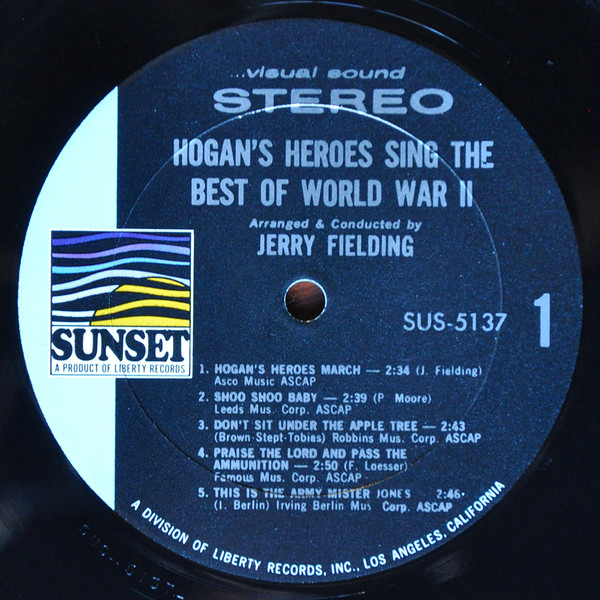 ...visual sound
STEREO
HOGAN'S HEROES SING THE
BEST OF WORLD WAR II
Arranged & Conducted by
JERRY FIELDING
SUS-5137
1
SUNSET
A PRODUCT OF LIBERTY RECORDS
1. HOGAN'S HEROES MARCH — 2:34 (J. Fielding)
Asco Music ASCAP
2. SHOO SHOO BABY — 2:39 (P. Moore)
Leeds Mus. Corp. ASCAP
3. DON'T SIT UNDER THE APPLE TREE — 2:43
(Brown-Stept-Tobias) Robbins Mus. Corp. ASCAP
4. PRAISE THE LORD AND PASS THE
AMMUNITION — 2:50 (F. Loesser)
Famous Mus. Corp. ASCAP
5. THIS IS THE ARMY MISTER JONES 2:46
(I. Berlin) Irving Berlin Mus Corp. ASCAP
A DIVISION OF LIBERTY RECORDS, INC., LOS ANGELES, CALIFORNIA